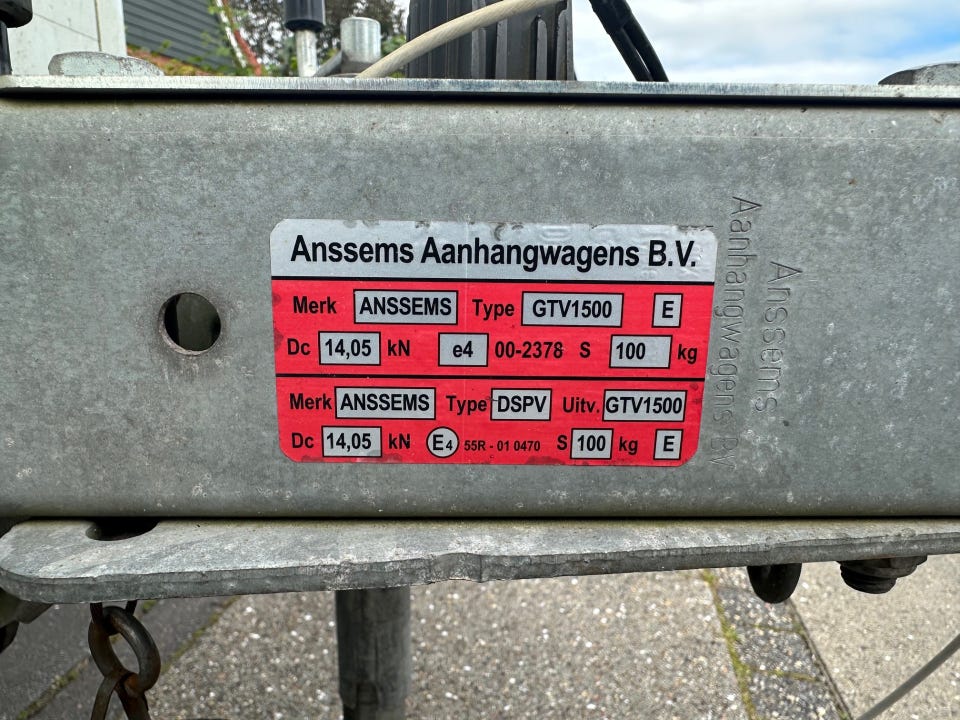 Anssems Aanhangwagens B.V.
Merk ANSSEMS Type GTV1500 E
Dc 14,05 kN e4 00-2378 S 100 kg
Merk ANSSEMS Type DSPV Uitv. GTV1500
Dc 14,05 kN E4 55R - 01 0470 S 100 kg E
Anssems
Aanhangwagens BV